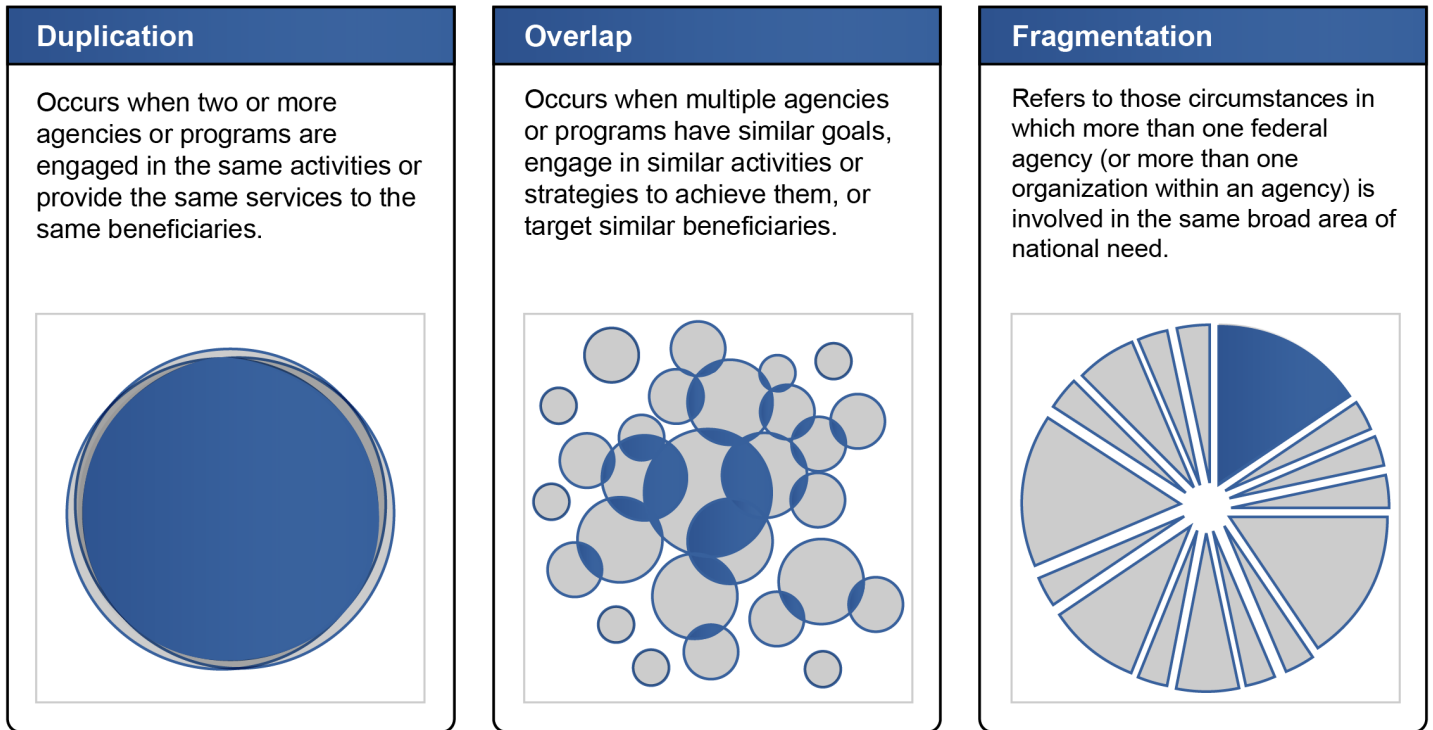 Duplication
Occurs when two or more
agencies or programs are
engaged in the same activities or
provide the same services to the
same beneficiaries.
Overlap
Occurs when multiple agencies
or programs have similar goals,
engage in similar activities or
strategies to achieve them, or
target similar beneficiaries.
Fragmentation
Refers to those circumstances in
which more than one federal
agency (or more than one
organization within an agency) is
involved in the same broad area of
national need.